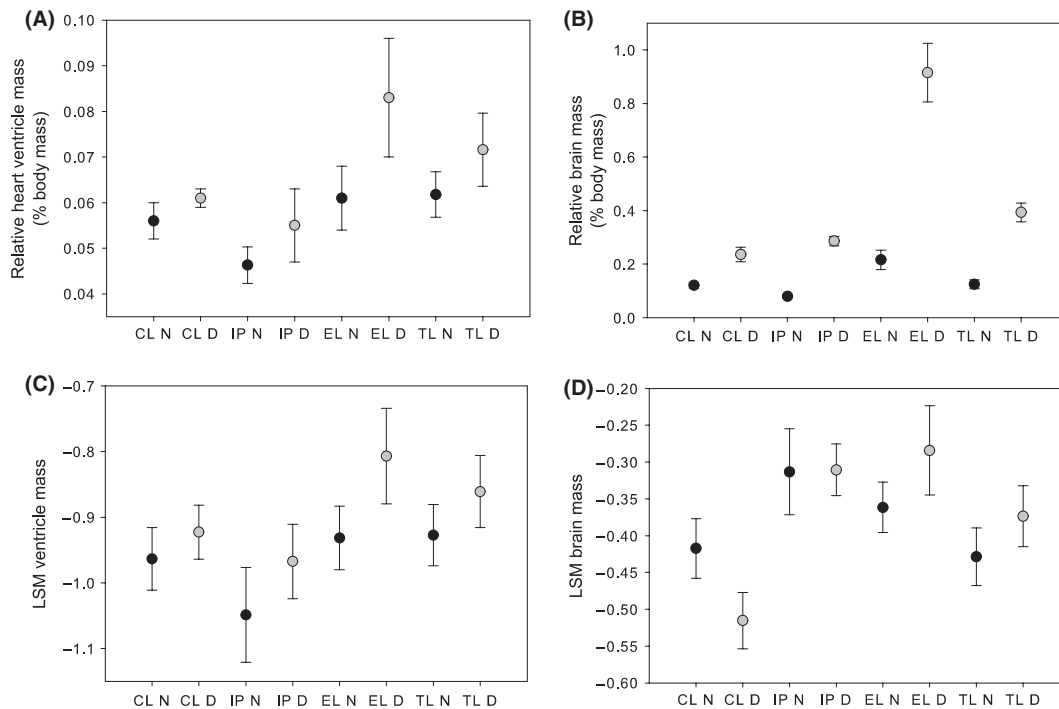 (A)
Relative heart ventricle mass
(% body mass)
0.10
0.09
0.08
0.07
0.06
0.05
0.04
CL N CL D IP N IP D EL N EL D TL N TL D
(B)
Relative brain mass
(% body mass)
1.0
0.8
0.6
0.4
0.2
0.0
CL N CL D IP N IP D EL N EL D TL N TL D
(C)
LSM ventricle mass
−0.7
−0.8
−0.9
−1.0
−1.1
CL N CL D IP N IP D EL N EL D TL N TL D
(D)
LSM brain mass
−0.20
−0.25
−0.30
−0.35
−0.40
−0.45
−0.50
−0.55
−0.60
CL N CL D IP N IP D EL N EL D TL N TL D